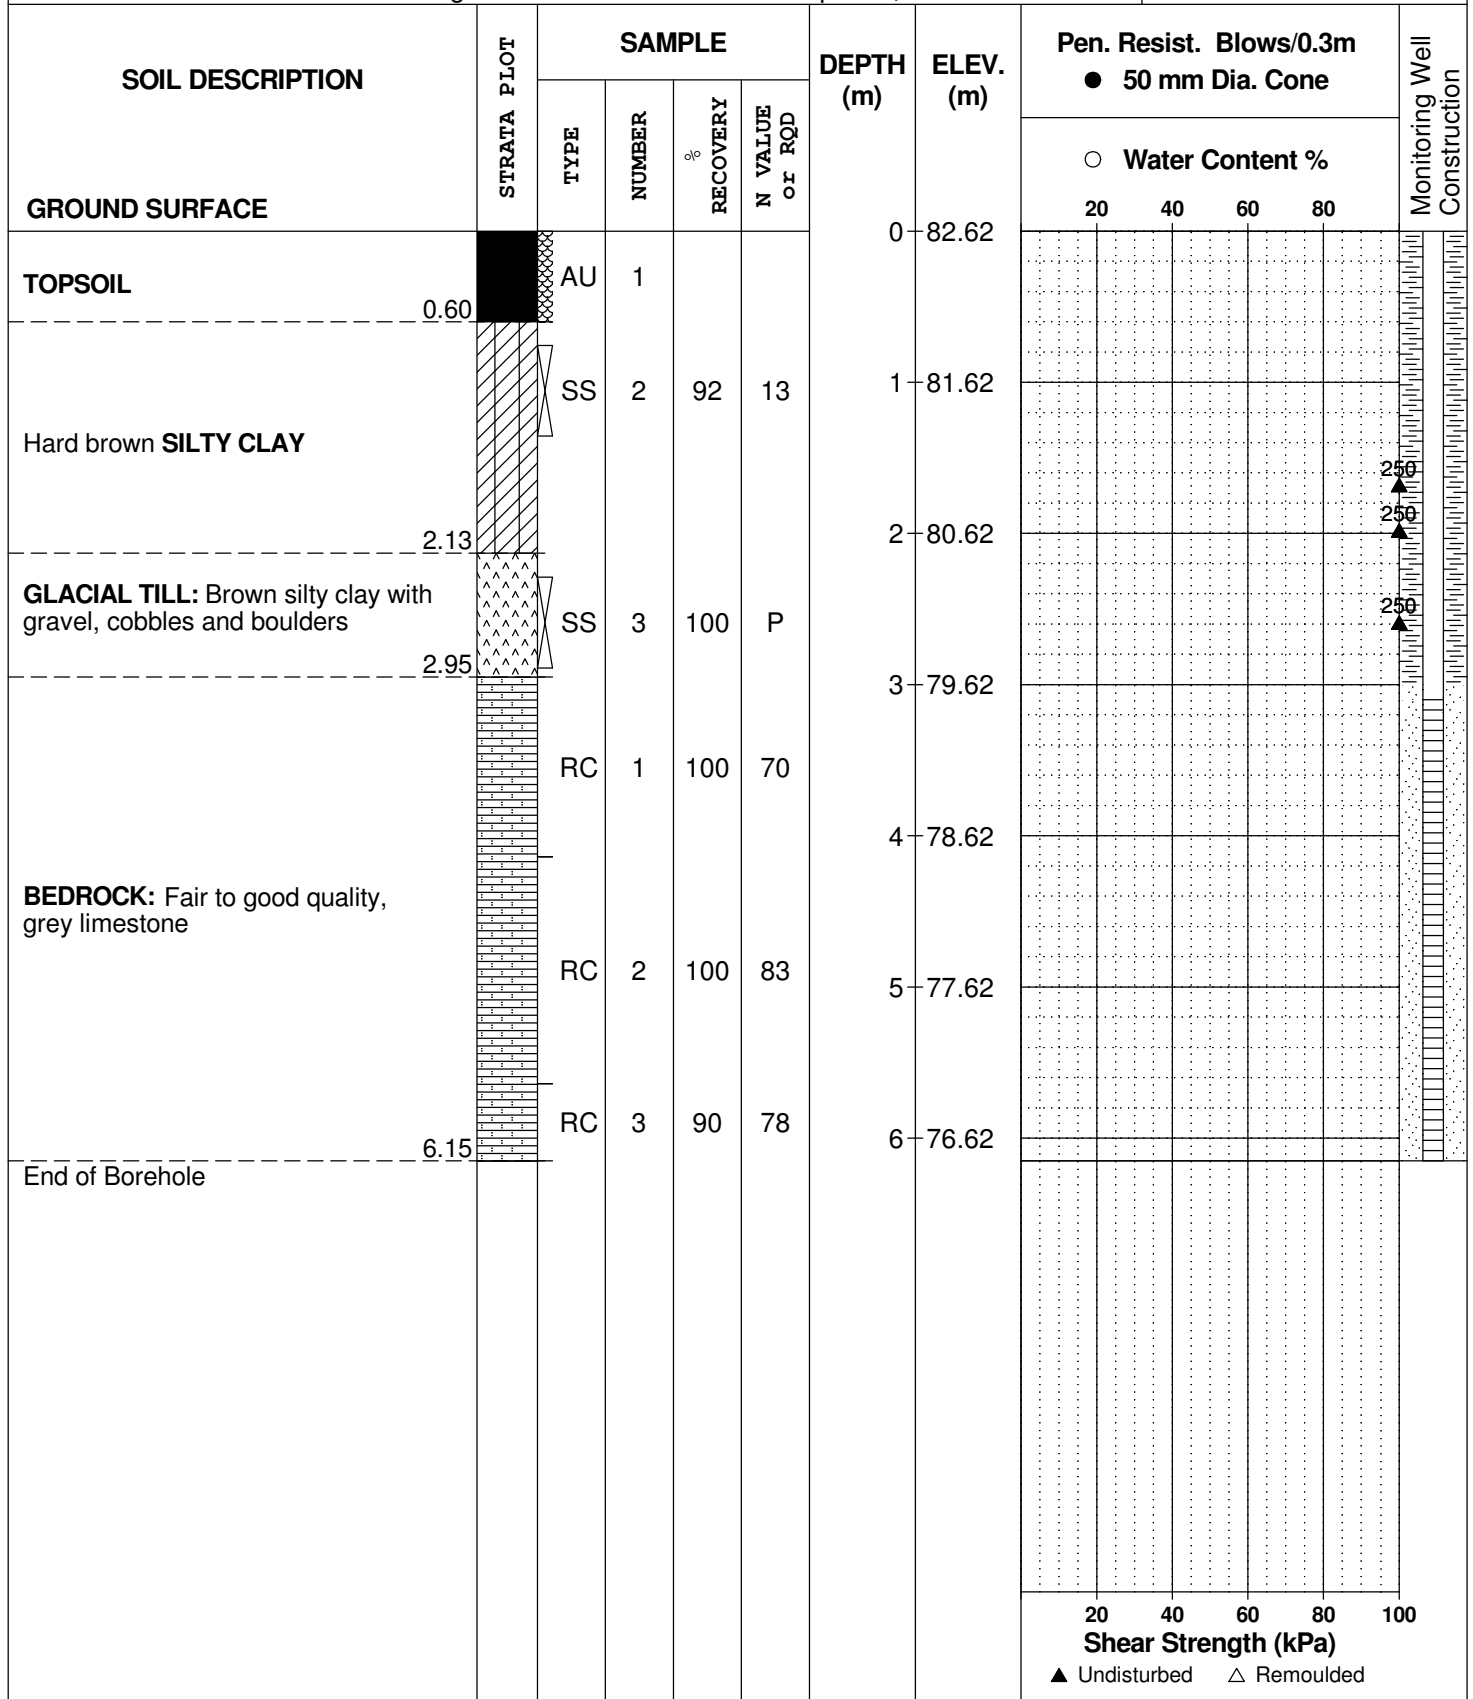 SOIL DESCRIPTION
GROUND SURFACE
STRATA PLOT
SAMPLE
TYPE
NUMBER
%
RECOVERY
N VALUE
or RQD
DEPTH
(m)
ELEV.
(m)
Pen. Resist. Blows/0.3m
● 50 mm Dia. Cone
○ Water Content %
20 40 60 80
Monitoring Well
Construction
0 82.62
TOPSOIL
0.60
AU 1
SS 2 92 13
1 81.62
Hard brown SILTY CLAY
250
250
2.13
2 80.62
GLACIAL TILL: Brown silty clay with
gravel, cobbles and boulders
SS 3 100 P
250
2.95
3 79.62
RC 1 100 70
4 78.62
BEDROCK: Fair to good quality,
grey limestone
RC 2 100 83
5 77.62
RC 3 90 78
6.15
6 76.62
End of Borehole
20 40 60 80 100
Shear Strength (kPa)
▲ Undisturbed △ Remoulded